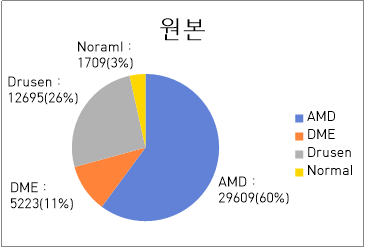 원본
Noraml :
1709(3%)
Drusen :
12695(26%)
DME :
5223(11%)
AMD :
29609(60%)
AMD
DME
Drusen
Normal